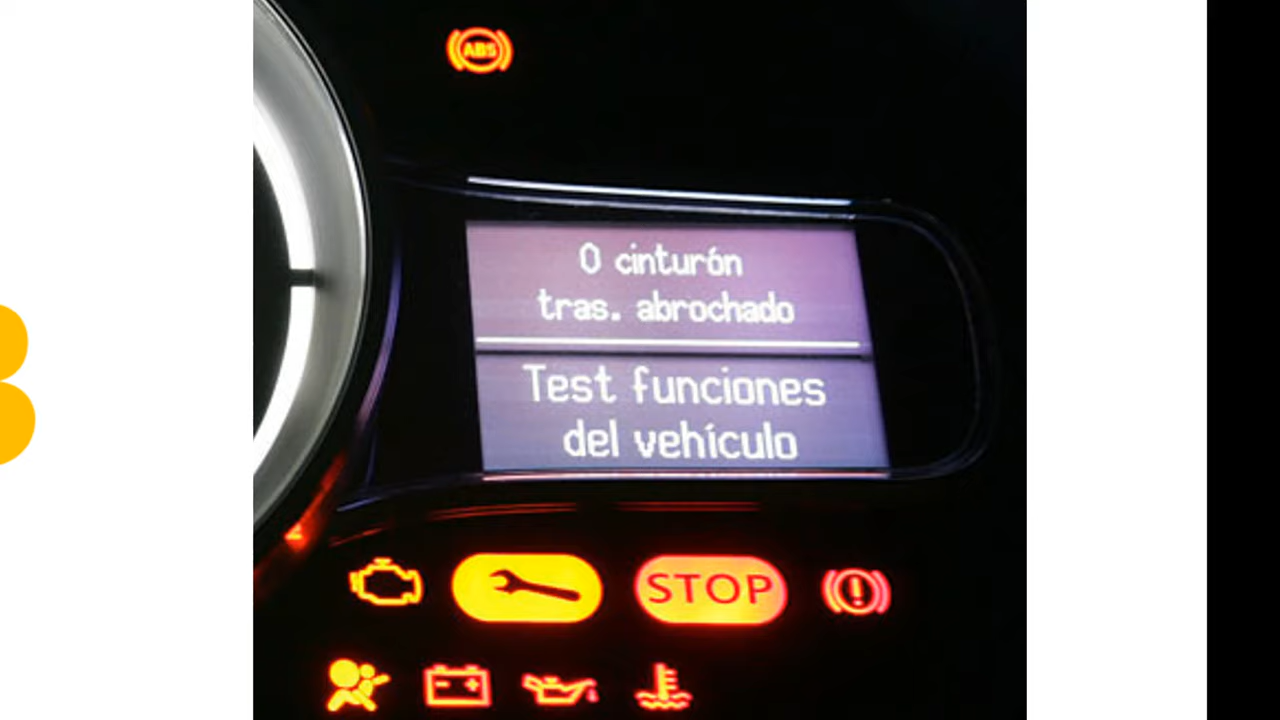 ABS
0 cinturón
tras. abrochado
Test funciones
del vehículo
STOP